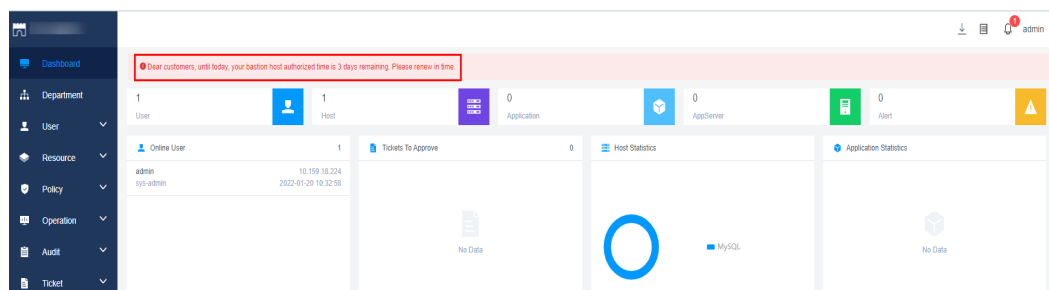 1
admin
Dashboard
Dear customers, until today, your bastion host authorized time is 3 days remaining. Please renew in time.
Department
1
User
1
Host
0
Application
0
AppServer
0
Alert
User
Online User 1
Tickets To Approve 0
Host Statistics
Application Statistics
Resource
admin 10.159.18.224
sys-admin 2022-01-20 10:32:58
Policy
Operation
No Data
MySQL
No Data
Audit
Ticket